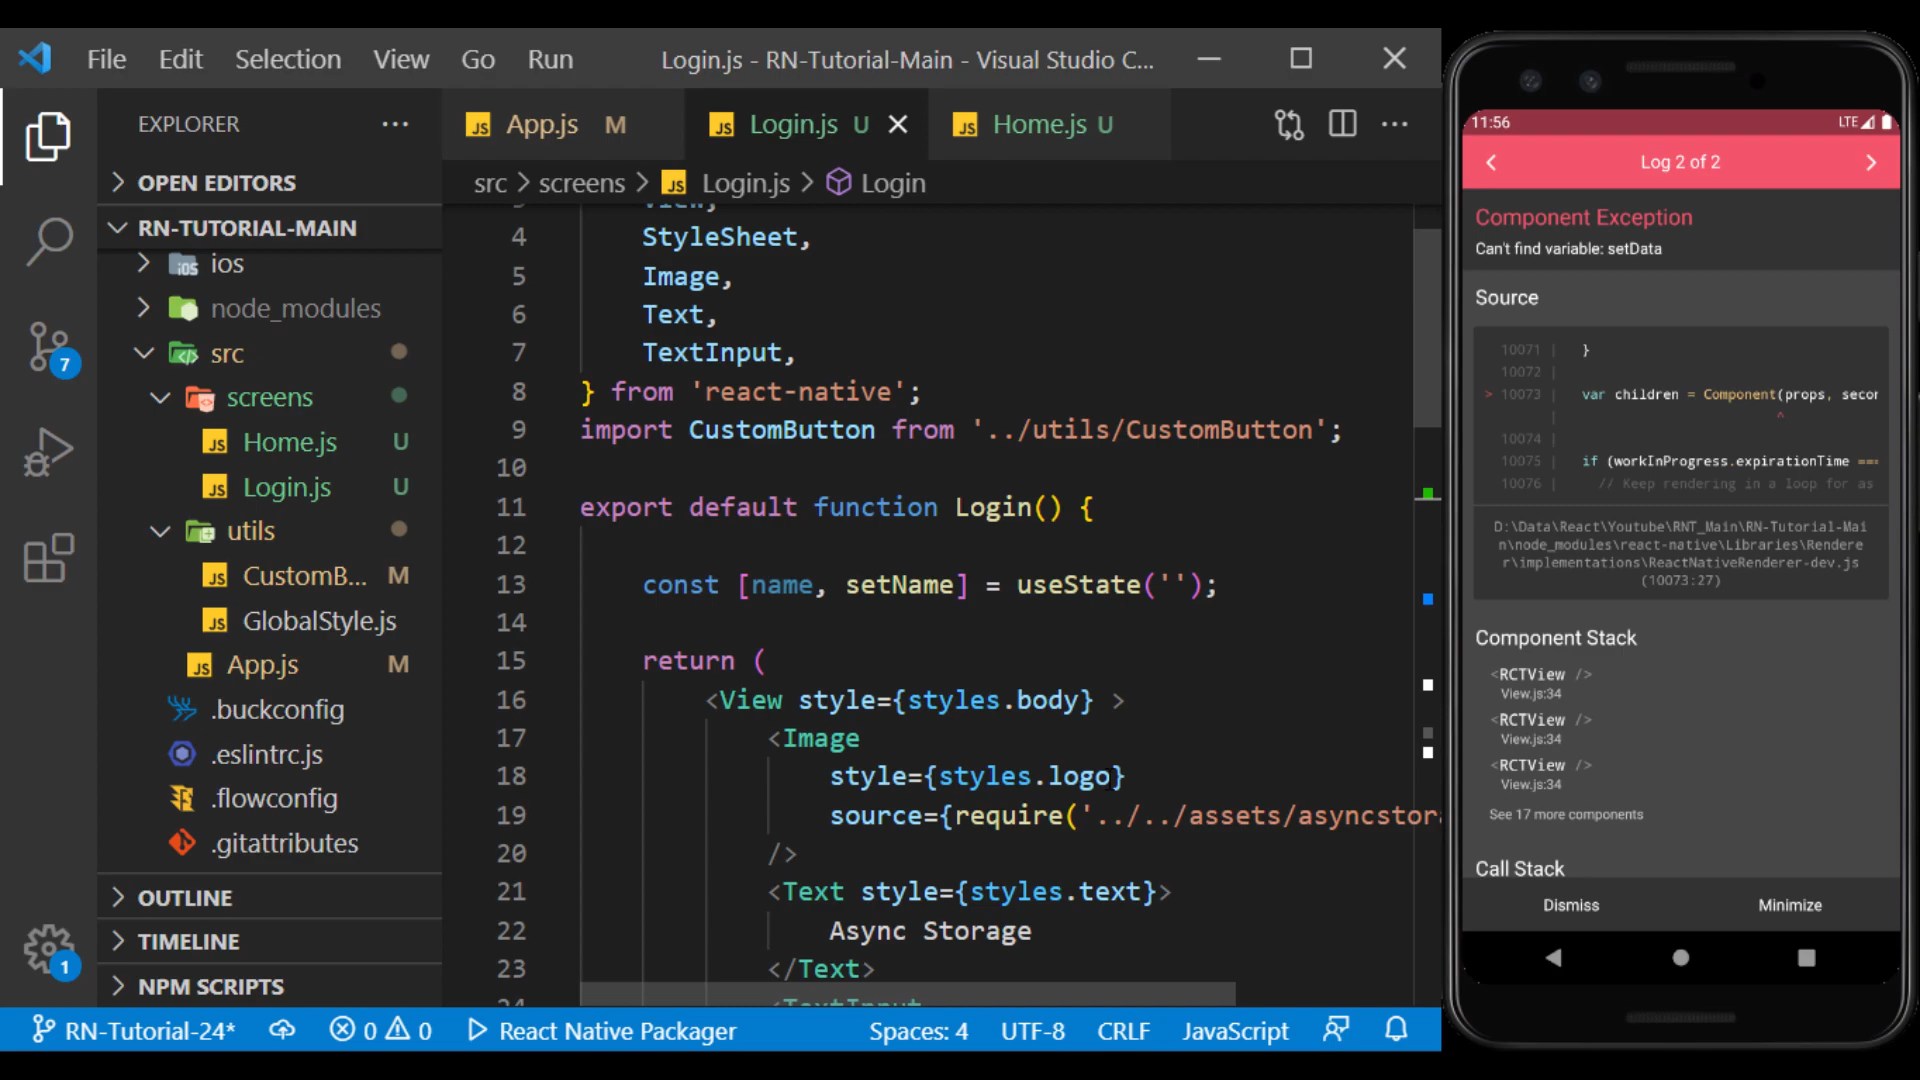 File Edit Selection View Go Run Login.js - RN-Tutorial-Main - Visual Studio C...
EXPLORER
OPEN EDITORS
RN-TUTORIAL-MAIN
ios
node_modules
src
screens
Home.js U
Login.js U
utils
CustomB... M
GlobalStyle.js
App.js M
.buckconfig
.eslintrc.js
.flowconfig
.gitattributes
OUTLINE
TIMELINE
NPM SCRIPTS
7
1
App.js M Login.js U Home.js U
src > screens > Login.js > Login
View,
4 StyleSheet,
5 Image,
6 Text,
7 TextInput,
8 } from 'react-native';
9 import CustomButton from '../utils/CustomButton';
10
11 export default function Login() {
12
13 const [name, setName] = useState('');
14
15 return (
16 <View style={styles.body} >
17 <Image
18 style={styles.logo}
19 source={require('../../assets/asyncstor
20 />
21 <Text style={styles.text}>
22 Async Storage
23 </Text>
24 <TextInput
RN-Tutorial-24* 0 0 React Native Packager Spaces: 4 UTF-8 CRLF JavaScript
11:56 LTE
Log 2 of 2
Component Exception
Can't find variable: setData
Source
10071 | }
10072 |
> 10073 | var children = Component(props, secon
| ^
10074 |
10075 | if (workInProgress.expirationTime ===
10076 | // Keep rendering in a loop for as
D:\Data\React\Youtube\RNT_Main\RN-Tutorial-Mai
n\node_modules\react-native\Libraries\Rendere
r\implementations\ReactNativeRenderer-dev.js
(10073:27)
Component Stack
<RCTView />
View.js:34
<RCTView />
View.js:34
<RCTView />
View.js:34
See 17 more components
Call Stack
Dismiss Minimize